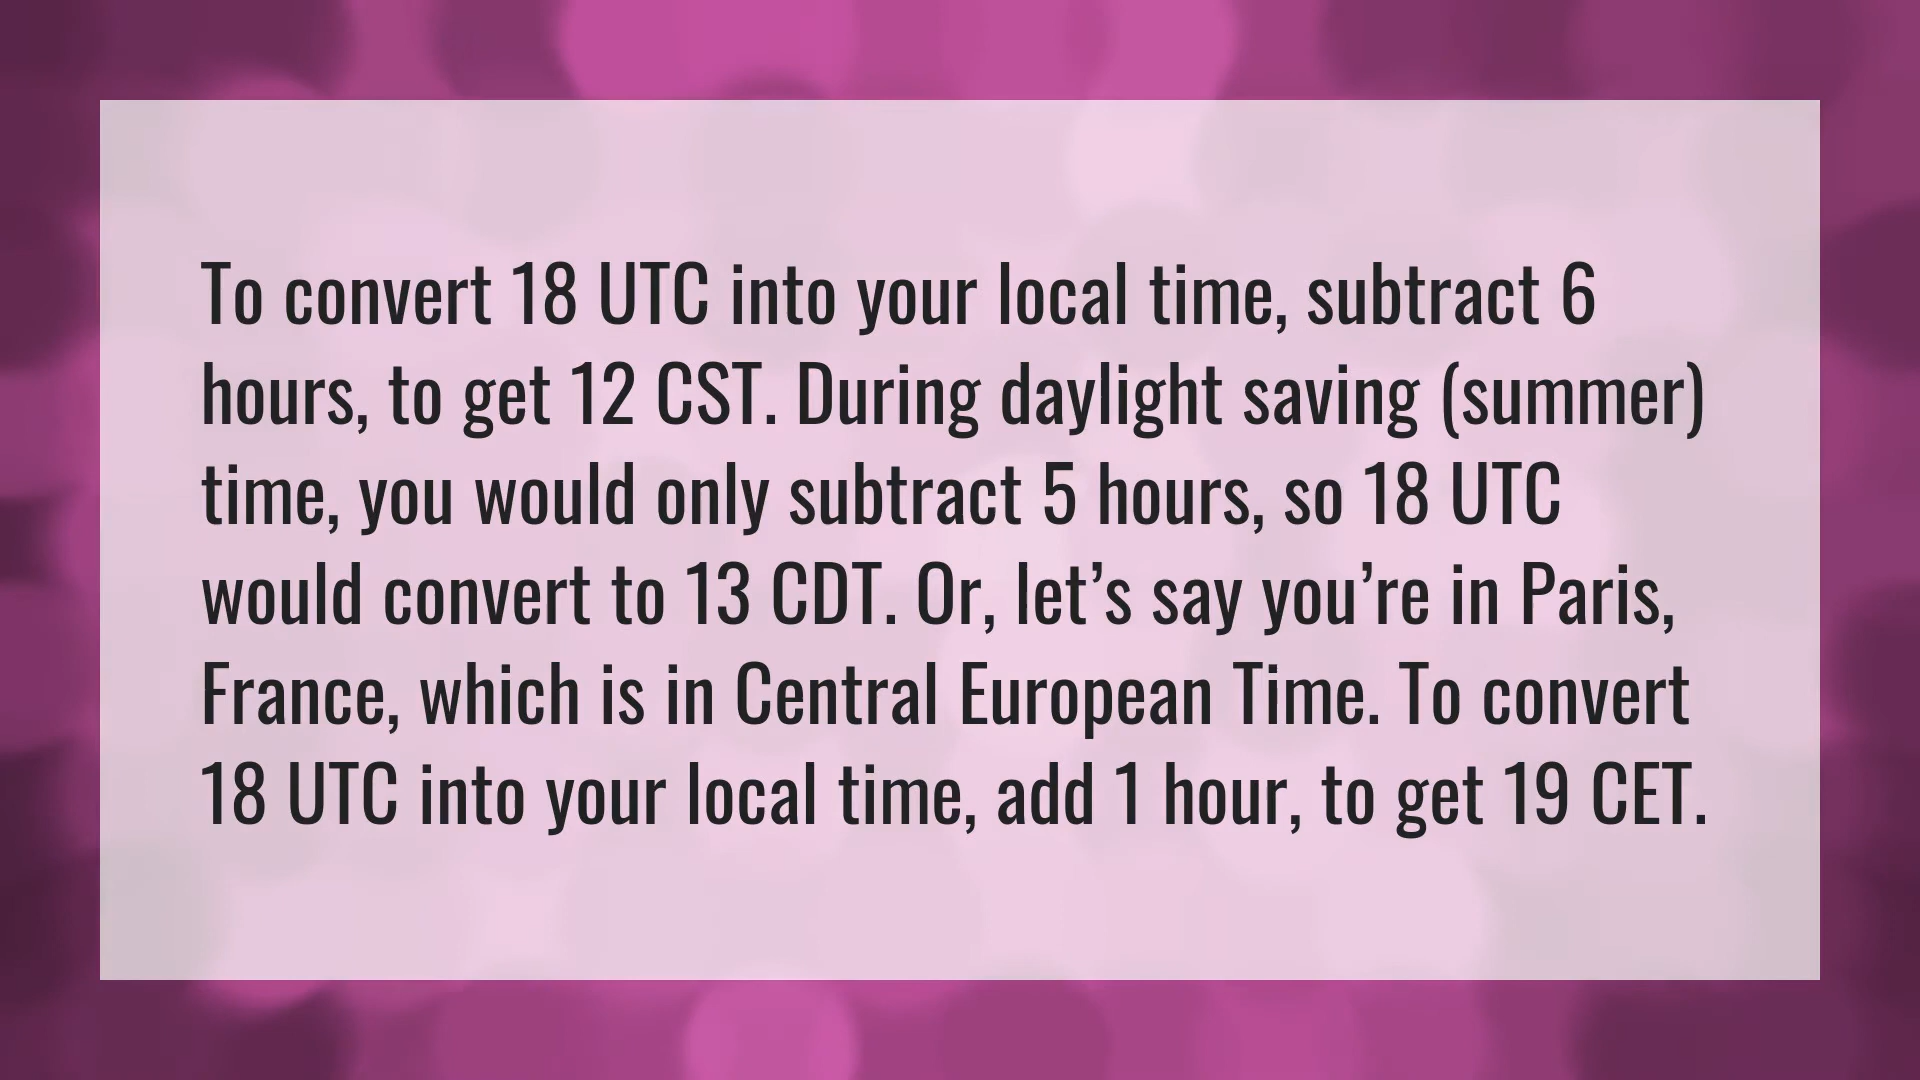 To convert 18 UTC into your local time, subtract 6
hours, to get 12 CST. During daylight saving (summer)
time, you would only subtract 5 hours, so 18 UTC
would convert to 13 CDT. Or, let’s say you’re in Paris,
France, which is in Central European Time. To convert
18 UTC into your local time, add 1 hour, to get 19 CET.